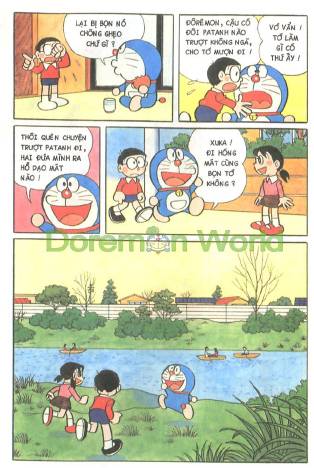 LẠI BỊ BỌN NÓ
CHÒNG GHẸO
CHỨ GÌ ?
ĐÔRÊMON, CẬU CÓ
ĐÔI PATANH NÀO
TRƯỢT KHÔNG NGÃ,
CHO TỚ MƯỢN ĐI !
VỚ VẨN !
TỚ LÀM
GÌ CÓ
THỨ ẤY !
THÔI QUÊN CHUYỆN
TRƯỢT PATANH ĐI,
HAI ĐỨA MÌNH RA
HỒ DẠO MÁT
NÀO !
XUKA !
ĐI HÓNG
MÁT CÙNG
BỌN TỚ
KHÔNG ?
Doremon World